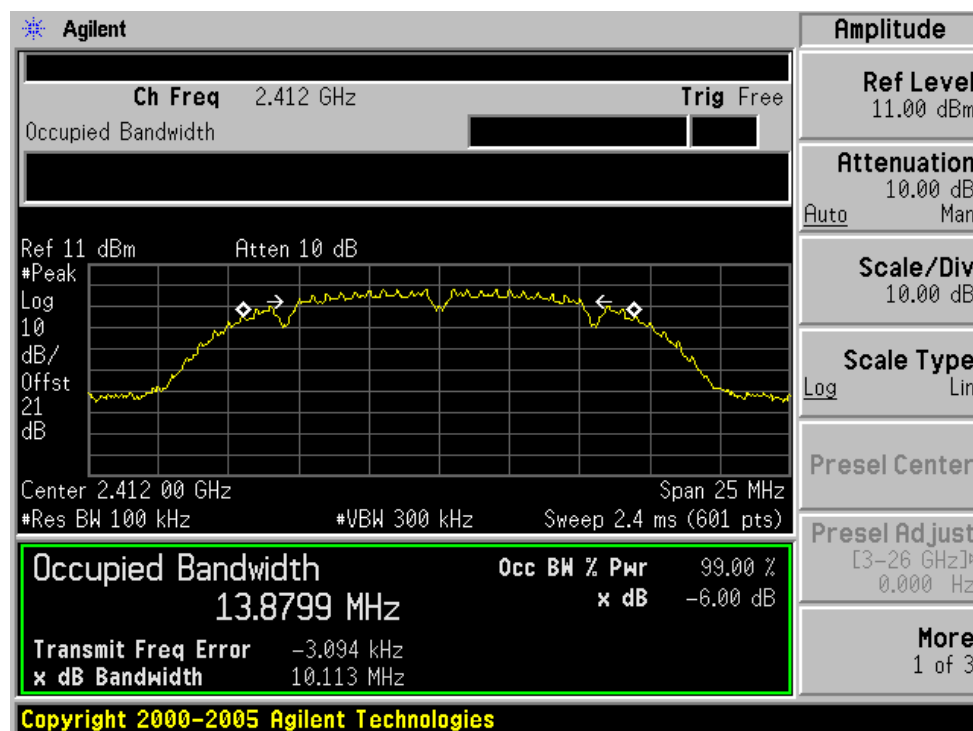 Agilent
Ch Freq 2.412 GHz Trig Free
Occupied Bandwidth
Ref 11 dBm Atten 10 dB
#Peak
Log
10
dB/
Offst
21
dB
Center 2.412 00 GHz Span 25 MHz
#Res BW 100 kHz #VBW 300 kHz Sweep 2.4 ms (601 pts)
Occupied Bandwidth
13.8799 MHz
Occ BW % Pwr 99.00 %
x dB -6.00 dB
Transmit Freq Error -3.094 kHz
x dB Bandwidth 10.113 MHz
Copyright 2000-2005 Agilent Technologies
Amplitude
Ref Level
11.00 dBm
Attenuation
10.00 dB
Auto Man
Scale/Div
10.00 dB
Scale Type
Log Lin
Presel Center
Presel Adjust
[3-26 GHz]
0.000 Hz
More
1 of 3